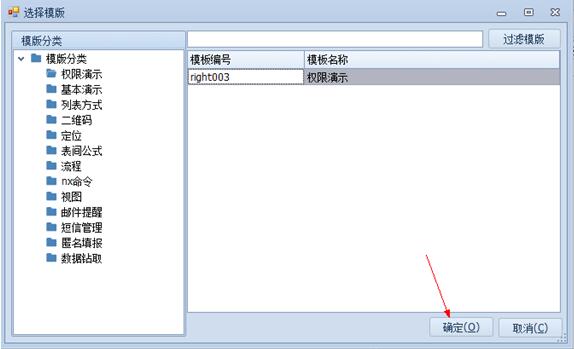 选择模版
模版分类
过滤模版
模版分类
权限演示
基本演示
列表方式
二维码
定位
表间公式
流程
nx命令
视图
邮件提醒
短信管理
匿名填报
数据钻取
模板编号 模板名称
right003 权限演示
确定(O) 取消(C)